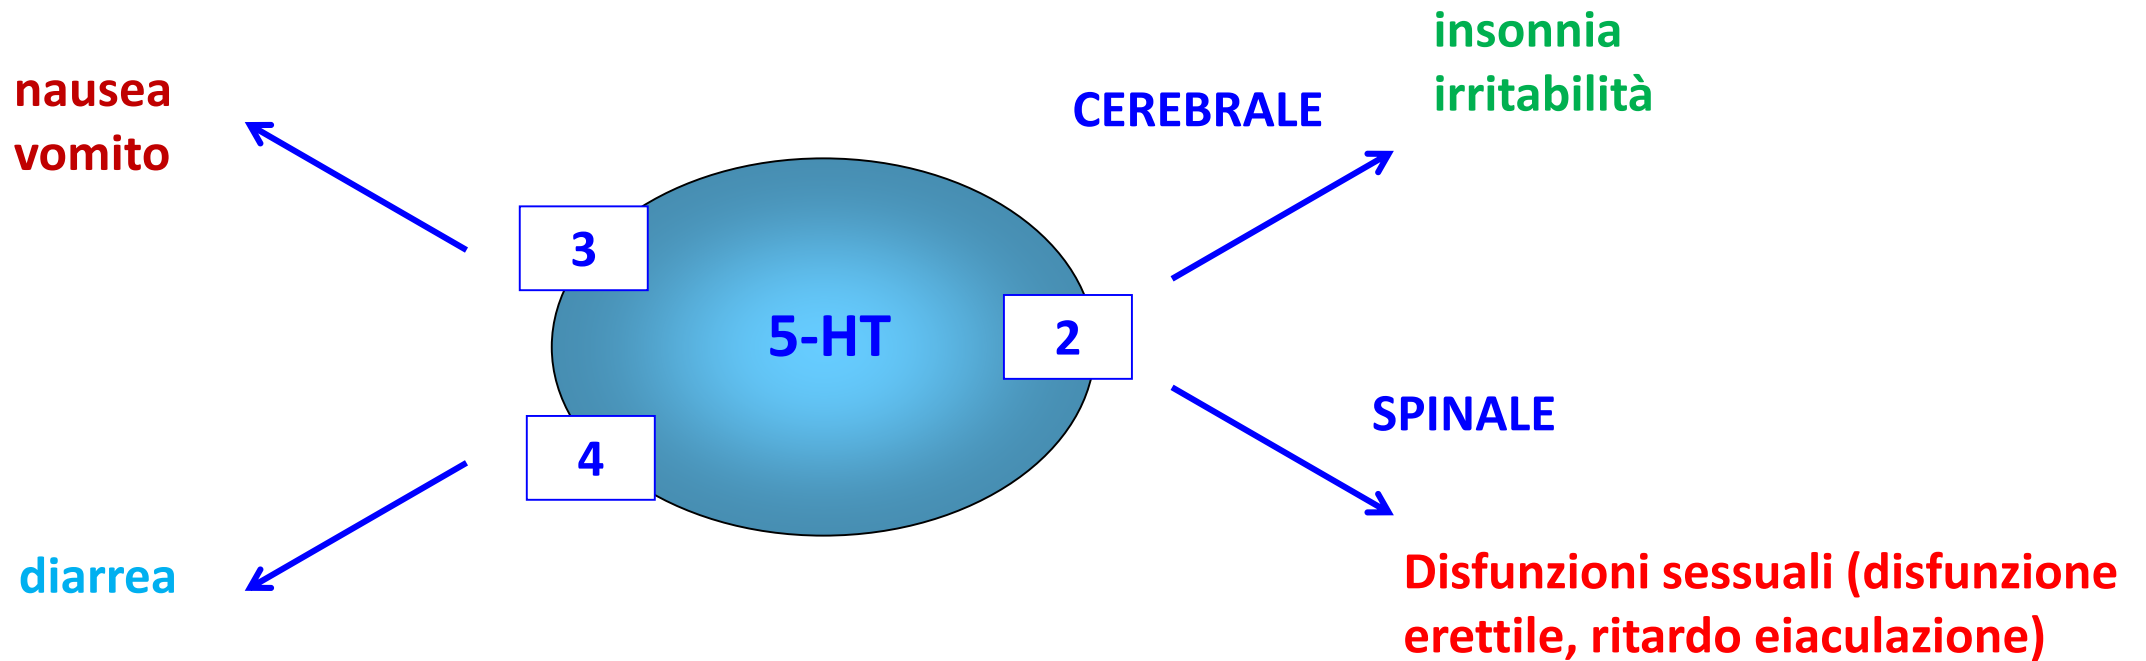 nausea
vomito
CEREBRALE
insonnia
irritabilità
3
5-HT
2
4
SPINALE
diarrea
Disfunzioni sessuali (disfunzione
erettile, ritardo eiaculazione)